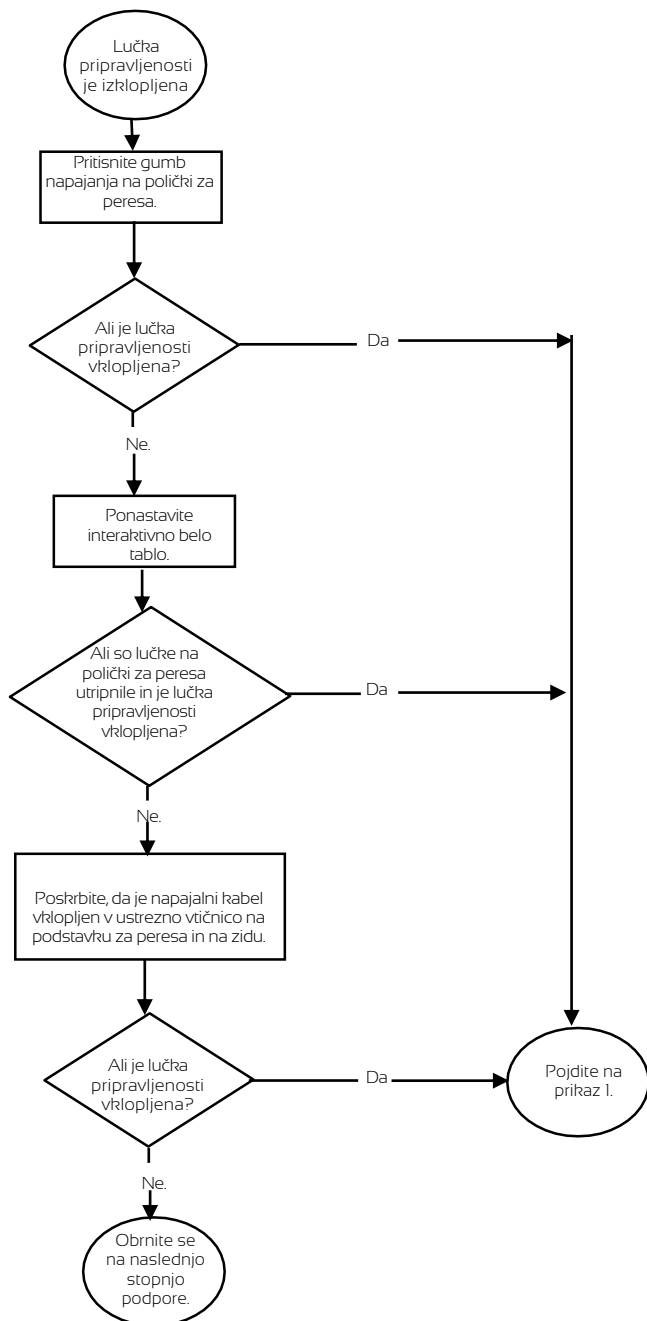 Lučka
pripravljenosti
je izklopljena
Pritisnite gumb
napajanja na polički za
peresa.
Ali je lučka
pripravljenosti
vklopljena?
Da
Ne.
Ponastavite
interaktivno belo
tablo.
Ali so lučke na
polički za peresa
utripnile in je lučka
pripravljenosti
vklopljena?
Da
Ne.
Poskrbite, da je napajalni kabel
vklopljen v ustrezno vtičnico na
podstavku za peresa in na zidu.
Ali je lučka
pripravljenosti
vklopljena?
Da
Pojdite na
prikaz 1.
Ne.
Obrnite se
na naslednjo
stopnjo
podpore.